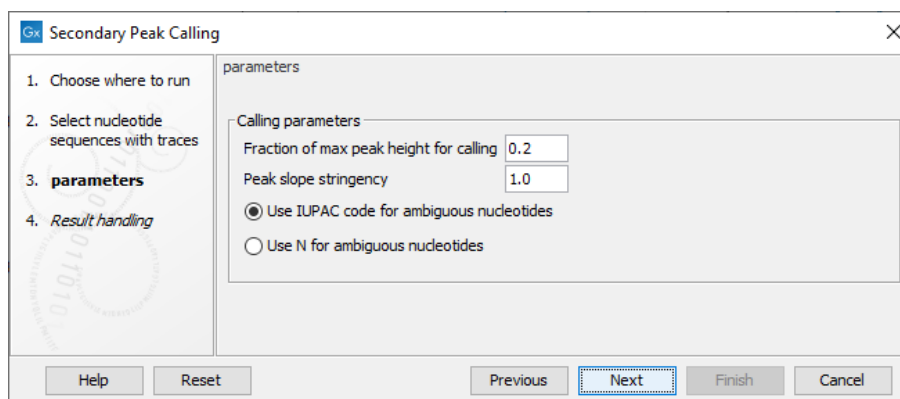 Gx Secondary Peak Calling
1. Choose where to run
2. Select nucleotide
sequences with traces
3. parameters
4. Result handling
parameters
Calling parameters
Fraction of max peak height for calling 0.2
Peak slope stringency 1.0
Use IUPAC code for ambiguous nucleotides
Use N for ambiguous nucleotides
Help Reset Previous Next Finish Cancel